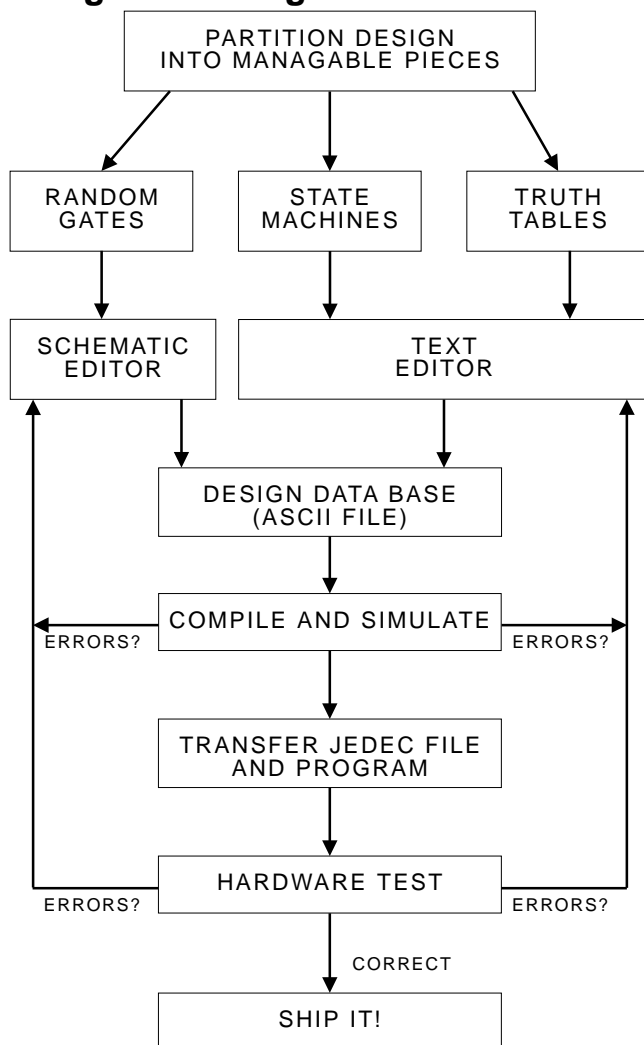 PARTITION DESIGN
INTO MANAGABLE PIECES
RANDOM
GATES
STATE
MACHINES
TRUTH
TABLES
SCHEMATIC
EDITOR
TEXT
EDITOR
DESIGN DATA BASE
(ASCII FILE)
COMPILE AND SIMULATE
ERRORS?
ERRORS?
TRANSFER JEDEC FILE
AND PROGRAM
HARDWARE TEST
ERRORS?
ERRORS?
CORRECT
SHIP IT!